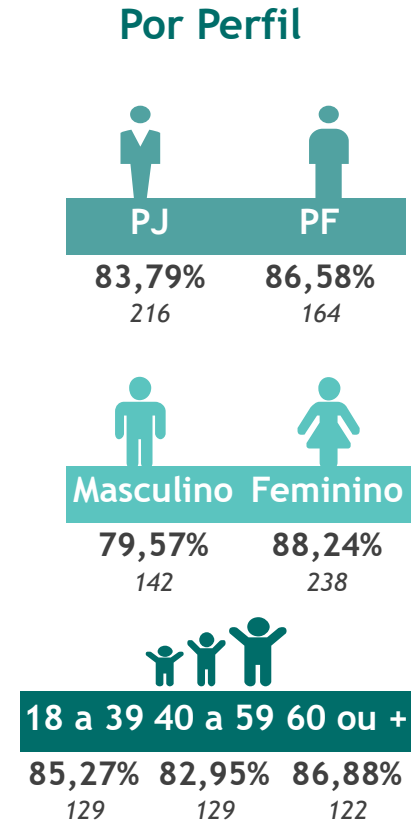 Por Perfil
PJ PF
83,79% 86,58%
216 164
Masculino Feminino
79,57% 88,24%
142 238
18 a 39 40 a 59 60 ou +
85,27% 82,95% 86,88%
129 129 122